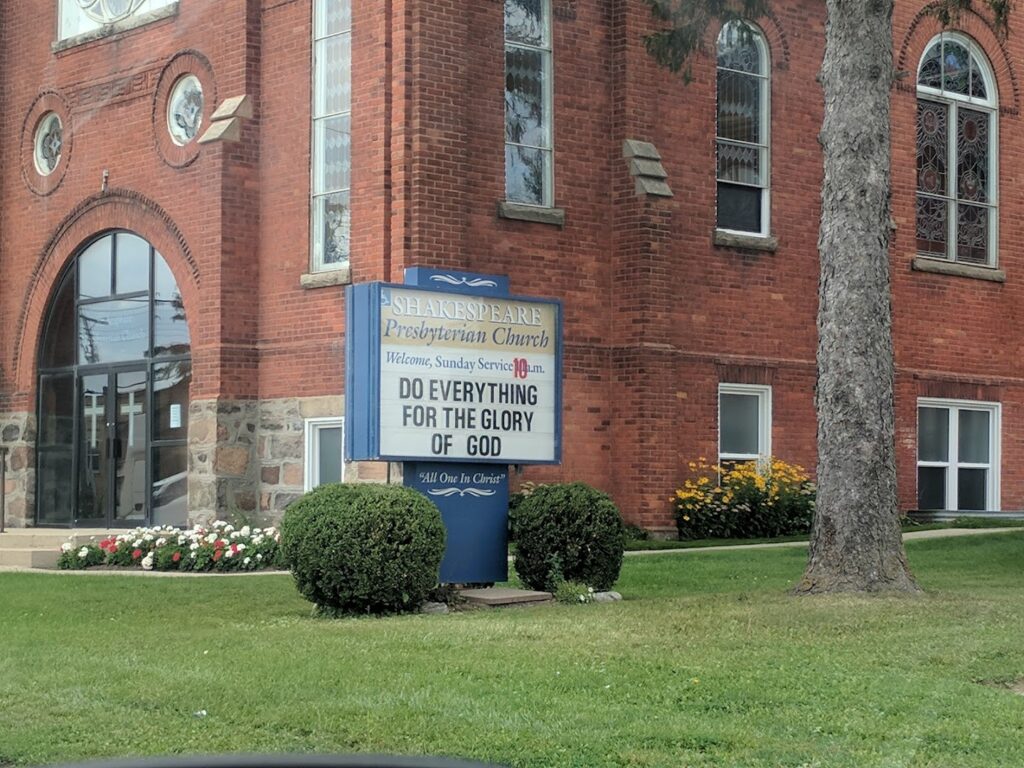 SHAKESPEARE
Presbyterian Church
Welcome, Sunday Service 10 a.m.
DO EVERYTHING
FOR THE GLORY
OF GOD
"All One In Christ"